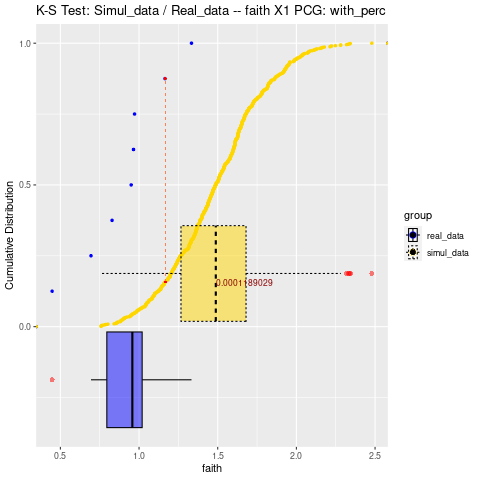 K-S Test: Simul_data / Real_data -- faith X1 PCG: with_perc
Cumulative Distribution
1.0
0.5
0.0
0.0001189029
0.5
1.0
1.5
2.0
2.5
faith
group
real_data
simul_data